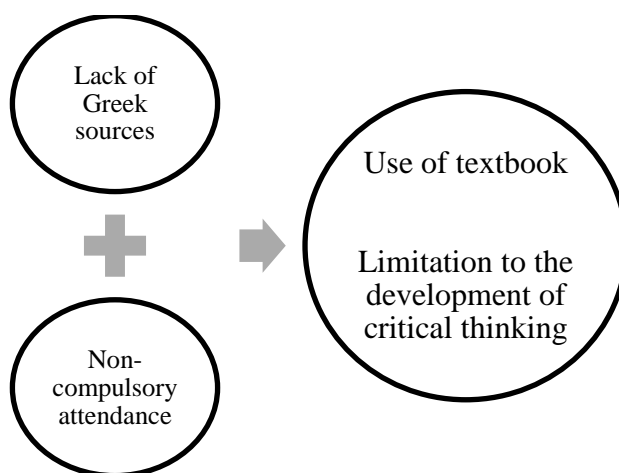 Lack of
Greek
sources
Non-
compulsory
attendance
Use of textbook
Limitation to the
development of
critical thinking